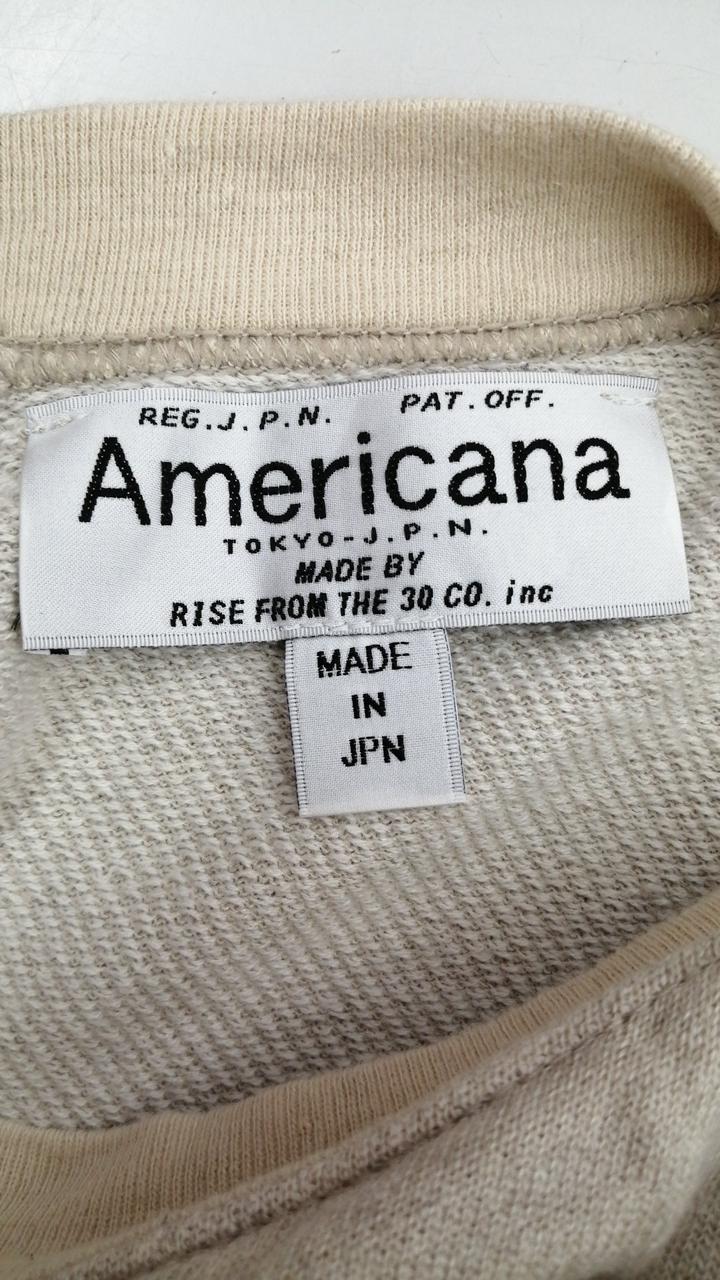 REG.J.P.N. PAT.OFF.
Americana
TOKYO-J.P.N.
MADE BY
RISE FROM THE 30 CO. inc
MADE
IN
JPN